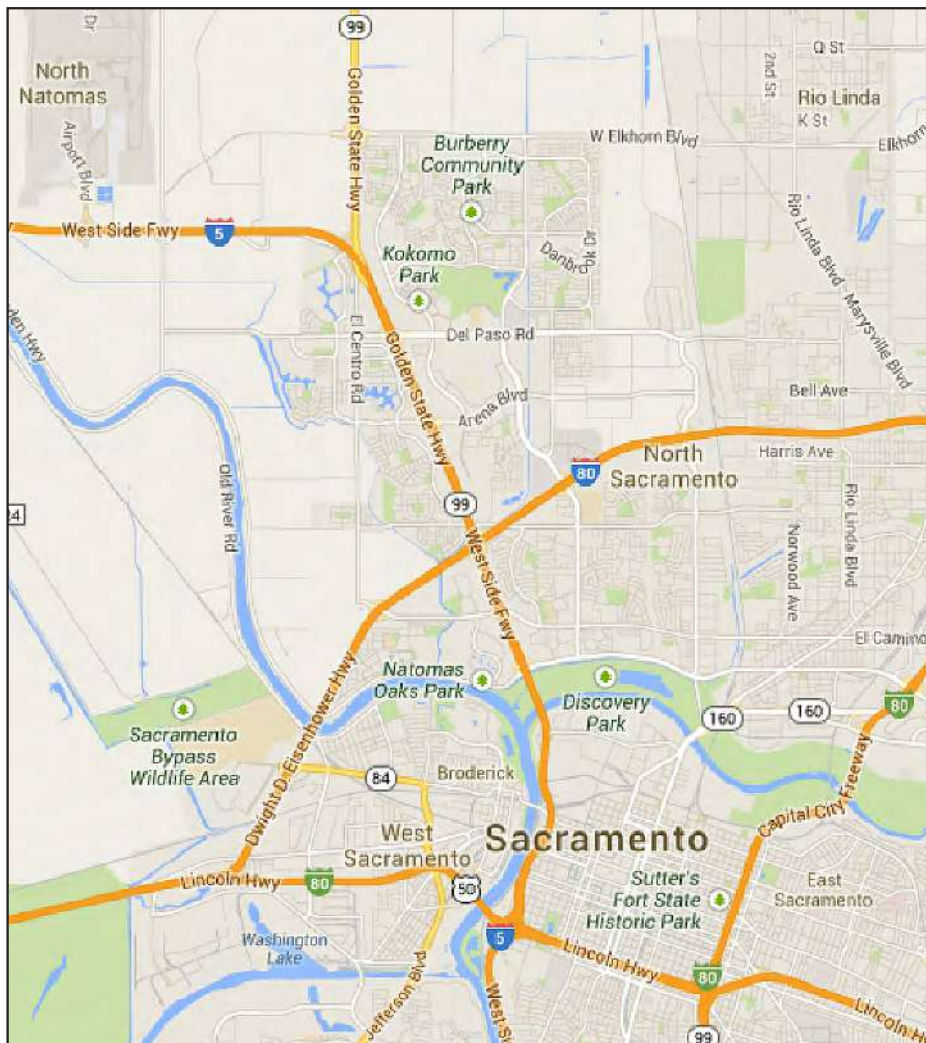 Dr
99
North
Natomas
Airport Blvd
Golden State Hwy
2nd St
Q St
Rio Linda
K St
W Elkhorn Blvd
Elkhorn
Burberry
Community
Park
West Side Fwy
5
Kokomo
Park
Danbrook Dr
Rio Linda Blvd - Marysville Blvd
den Hwy
El Centro Rd
Golden State Hwy
Del Paso Rd
Arena Blvd
Bell Ave
Harris Ave
80
North
Sacramento
Old River Rd
99
Rio Linda Blvd
Norwood Ave
West Side Fwy
El Camino
Natomas
Oaks Park
Discovery
Park
160
160
80
Sacramento
Bypass
Wildlife Area
Dwight D. Eisenhower Hwy
84
Broderick
Capital City Freeway
West
Sacramento
Sacramento
Lincoln Hwy
80
50
Sutter's
Fort State
Historic Park
East
Sacramento
Washington
Lake
5
Lincoln Hwy
80
Jefferson Blvd
West Si
99
Lincoln H